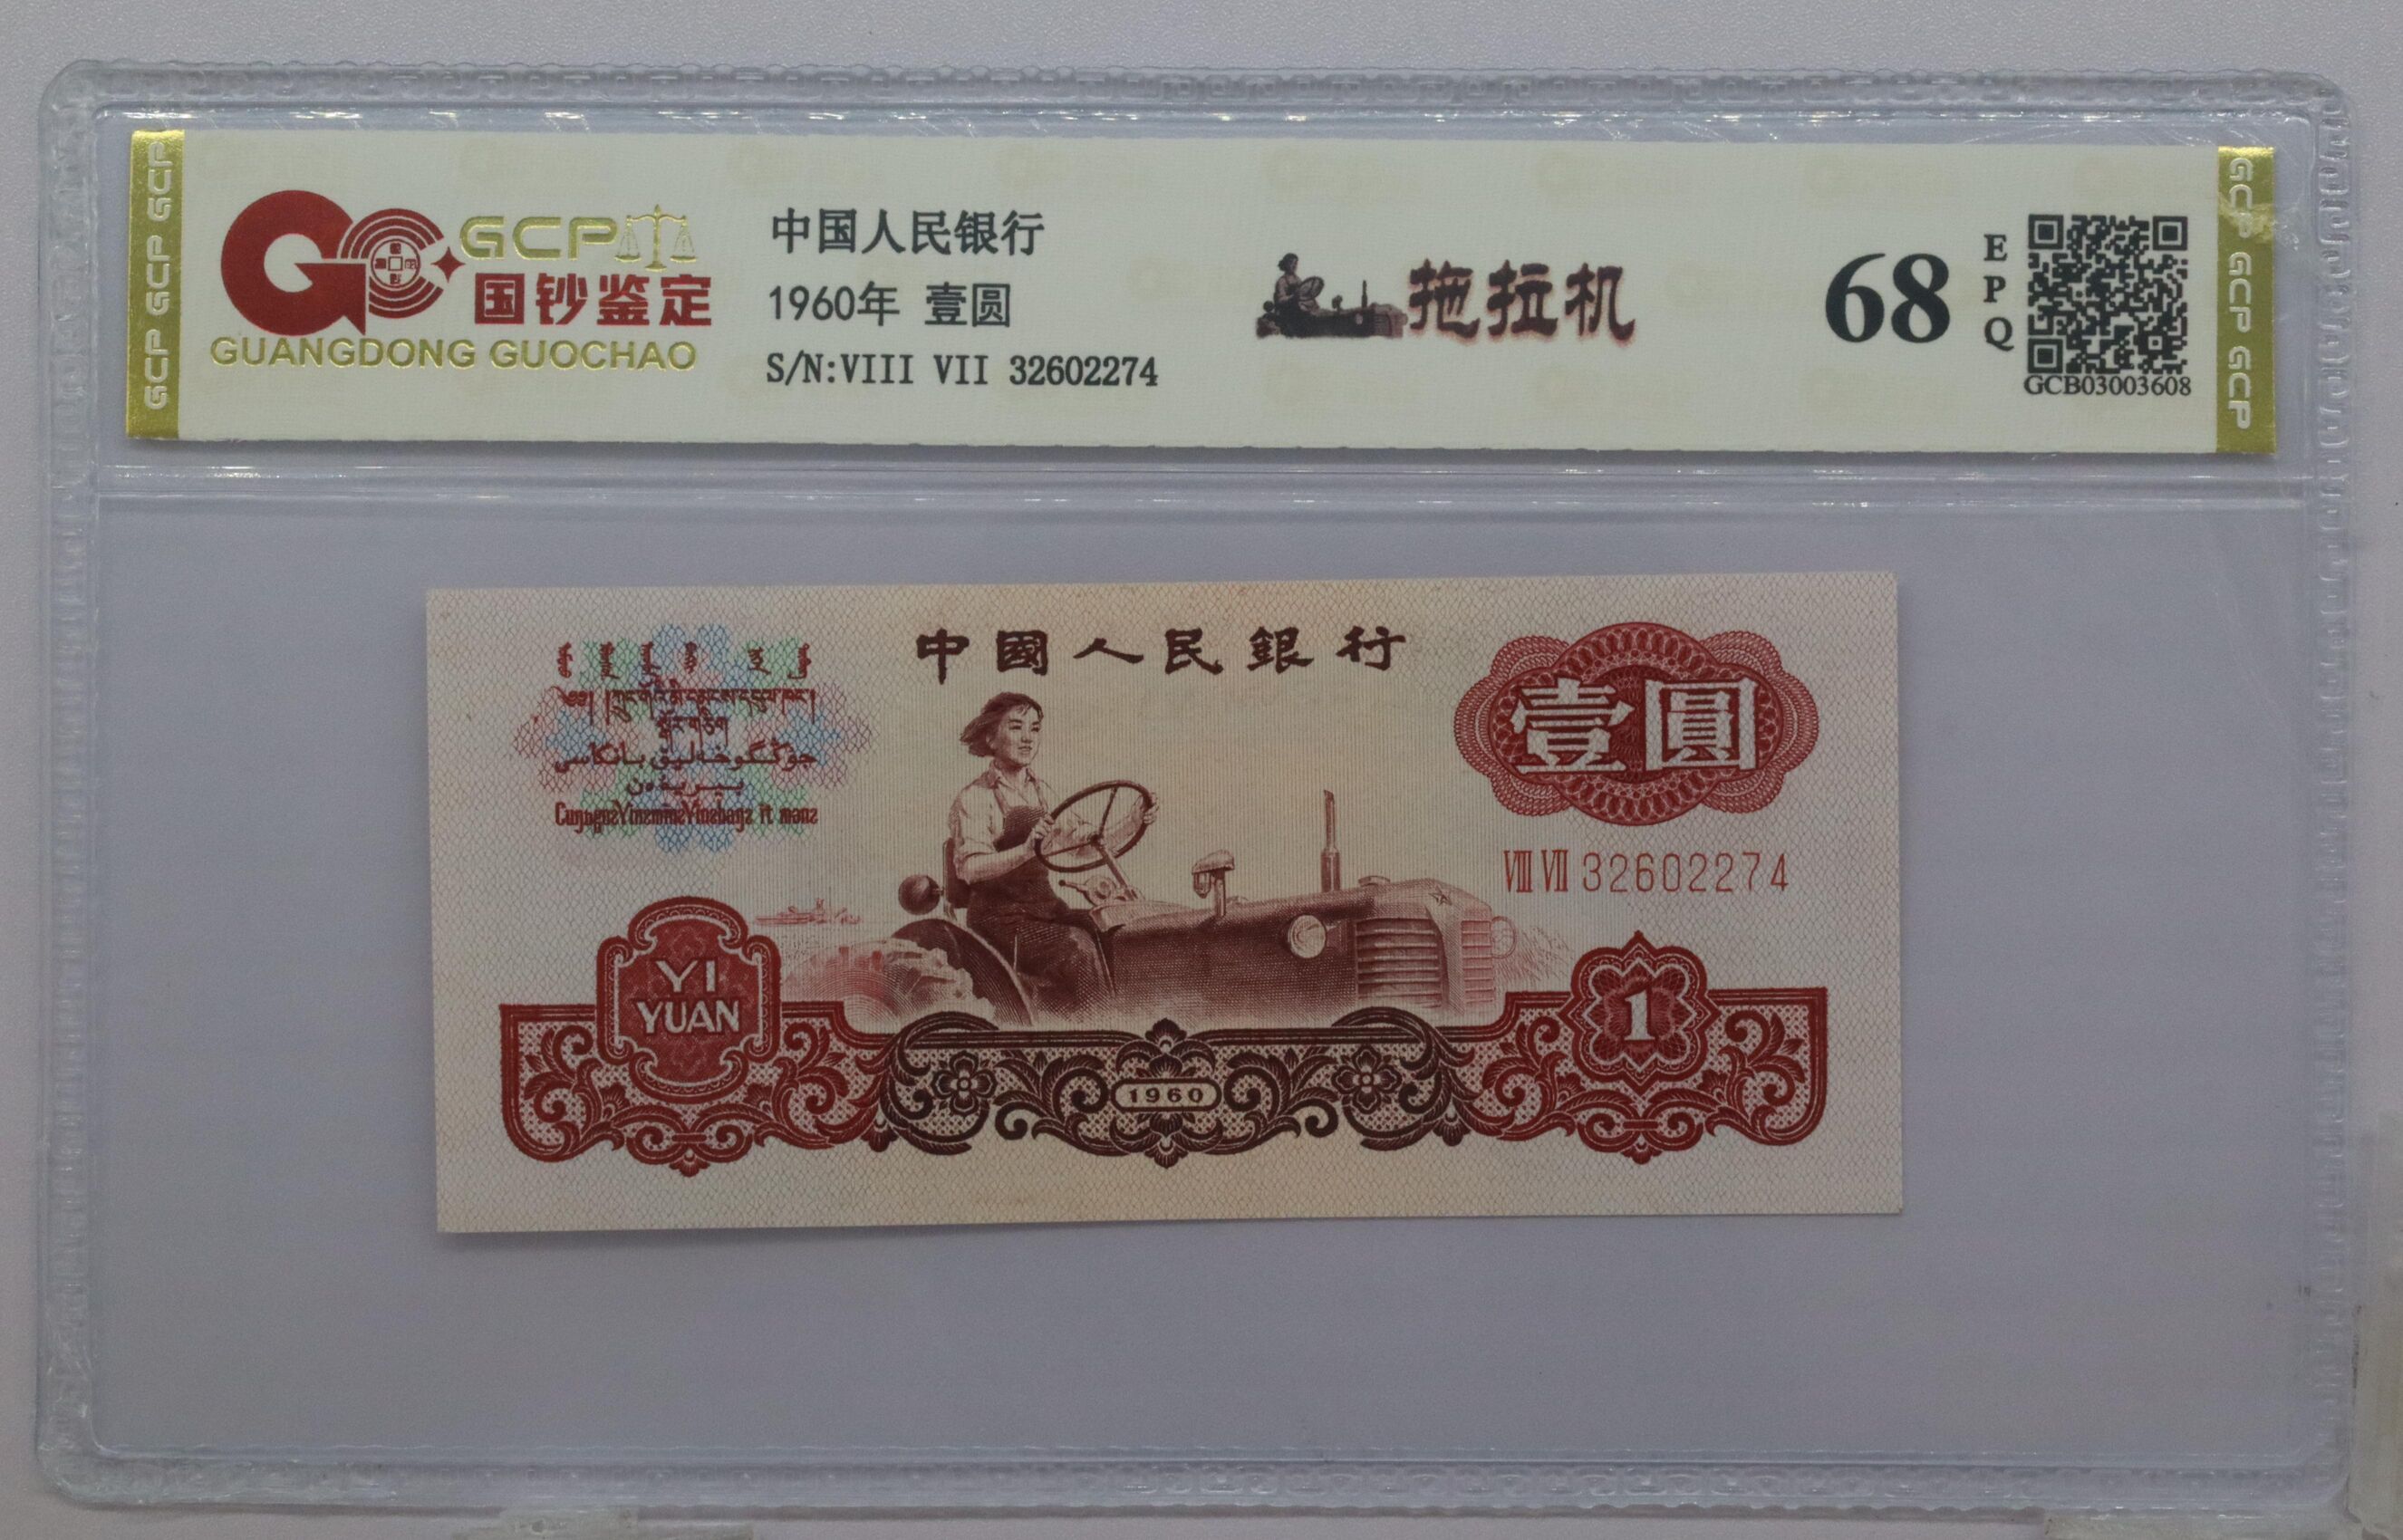 GCP GCP GCP
GCP
国钞鉴定
GUANGDONG GUOCHAO
中国人民银行
1960年 壹圆
S/N:VIII VII 32602274
拖拉机
68
EPQ
GCB03003608
GCP GCP GCP
中國人民銀行
壹圓
VIII VII 32602274
YI
YUAN
1960
1